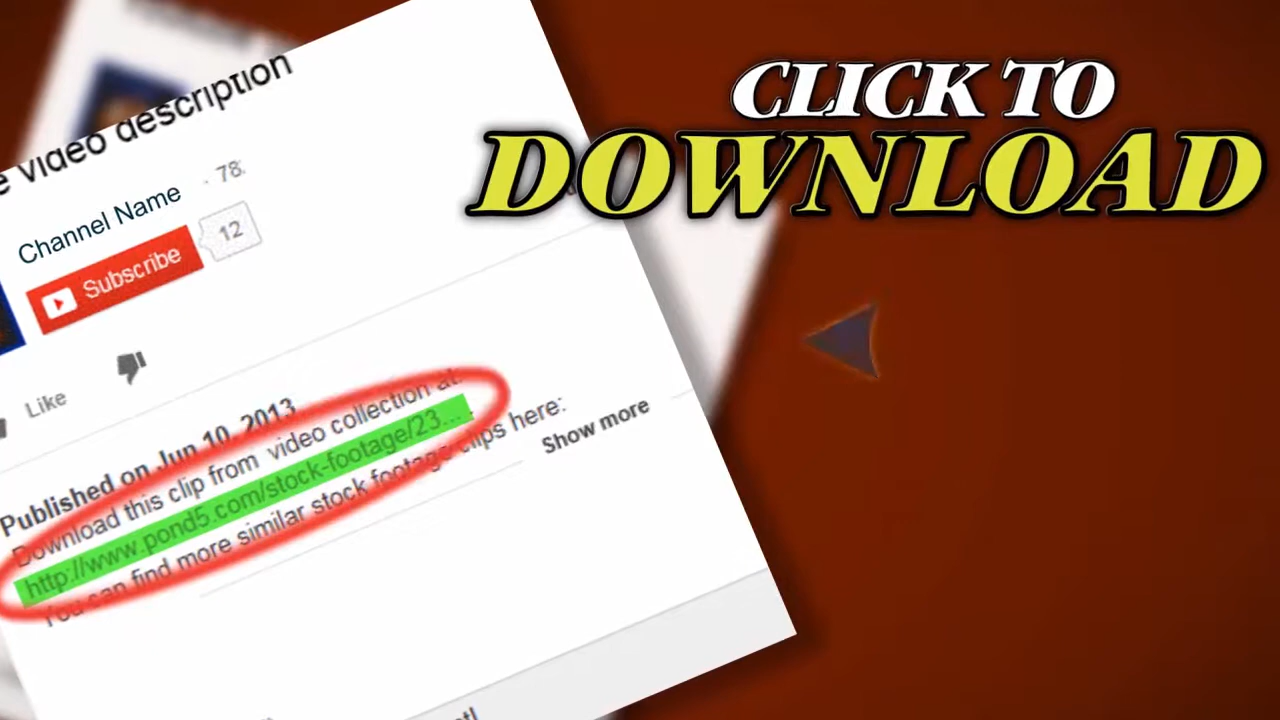 CLICK TO
DOWNLOAD
video description
Channel Name
78
Subscribe
12
Like
Published on Jun 10, 2013
Download this clip from video collection at:
http://www.pond5.com/stock-footage/23...
You can find more similar stock footage clips here:
Show more